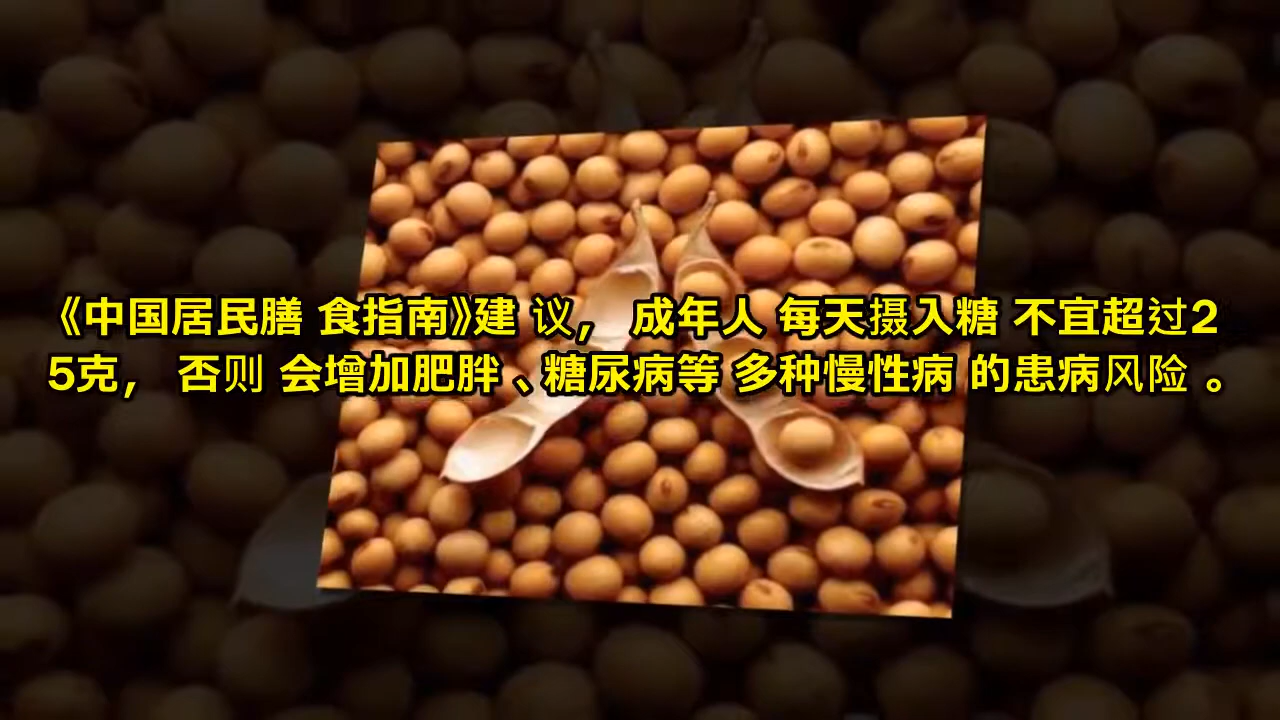 《中国居民膳 食指南》建 议， 成年人 每天摄入糖 不宜超过2
5克， 否则 会增加肥胖、糖尿病等 多种慢性病 的患病风险 。